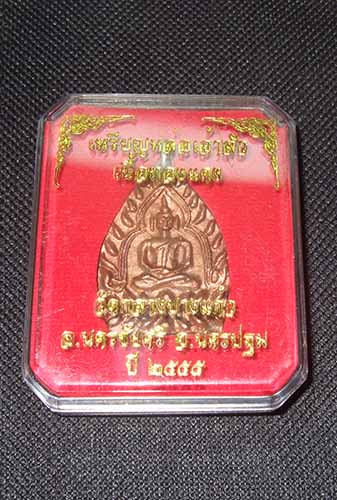 เหรียญหล่อเจ้าสัว
เนื้อทองแดง
วัดกลางบางแก้ว
อ.นครชัยศรี จ.นครปฐม
ปี ๒๕๕๕